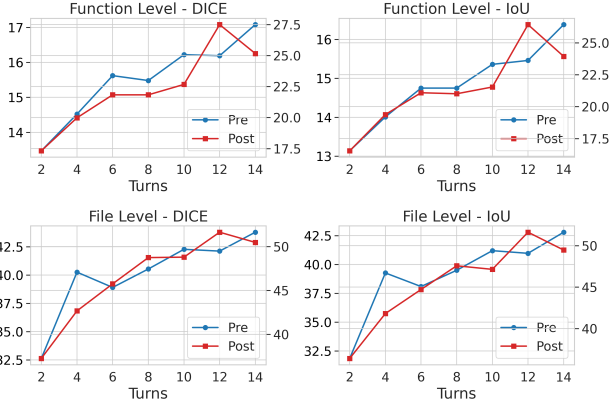 Function Level - DICE
17
16
15
14
27.5
25.0
22.5
20.0
17.5
Pre
Post
2 4 6 8 10 12 14
Turns
Function Level - IoU
16
15
14
13
25.0
22.5
20.0
17.5
Pre
Post
2 4 6 8 10 12 14
Turns
File Level - DICE
42.5
40.0
37.5
35.0
32.5
50
45
40
Pre
Post
2 4 6 8 10 12 14
Turns
File Level - IoU
42.5
40.0
37.5
35.0
32.5
50
45
40
Pre
Post
2 4 6 8 10 12 14
Turns